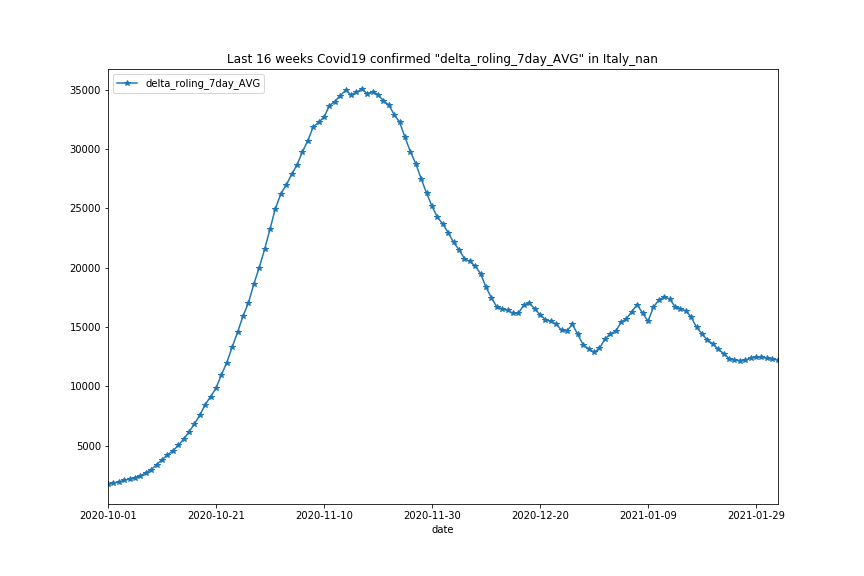 Last 16 weeks Covid19 confirmed "delta_roling_7day_AVG" in Italy_nan
delta_roling_7day_AVG
35000
30000
25000
20000
15000
10000
5000
2020-10-01 2020-10-21 2020-11-10 2020-11-30 2020-12-20 2021-01-09 2021-01-29
date